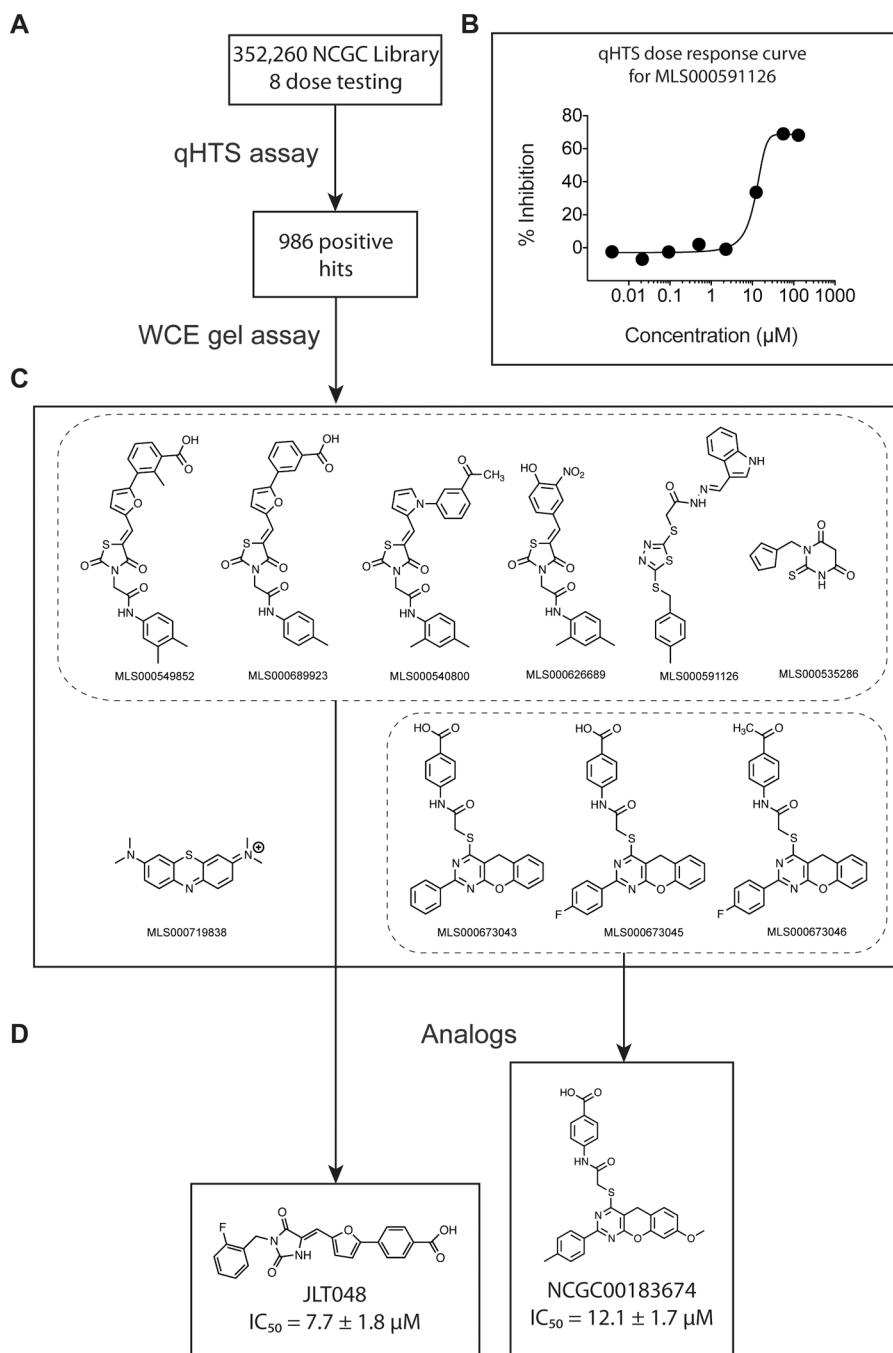 A
352,260 NCGC Library
8 dose testing
qHTS assay
986 positive
hits
WCE gel assay
B
qHTS dose response curve
for MLS000591126
% Inhibition
80
60
40
20
0
0.01
0.1
1
10
100
1000
Concentration (µM)
C
OH
O
O
S
O
O
N
O
HN
MLS000549852
OH
O
O
S
O
O
N
O
HN
MLS000689923
O
CH₃
N
S
O
O
N
O
HN
MLS000540800
OH
NO₂
S
O
O
N
O
HN
MLS000626689
NH
N
O
NH
S
N
N
S
S
MLS000591126
O
N
S
N
H
O
MLS000535286
N
S
N
⊕
N
MLS000719838
HO
O
HN
O
S
N
N
O
MLS000673043
HO
O
HN
O
S
N
N
O
F
MLS000673045
H₃C
O
HN
O
S
N
N
O
F
MLS000673046
D
Analogs
F
O
N
O
NH
O
OH
O
JLT048
IC₅₀ = 7.7 ± 1.8 µM
HO
O
HN
O
S
N
N
O
O
NCGC00183674
IC₅₀ = 12.1 ± 1.7 µM